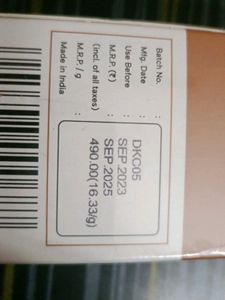 Batch No. : DKC05
Mfg. Date : SEP.2023
Use Before : SEP.2025
M.R.P. (₹) : 490.00(16.33/g)
(incl. of all taxes)
M.R.P. / g
Made in India